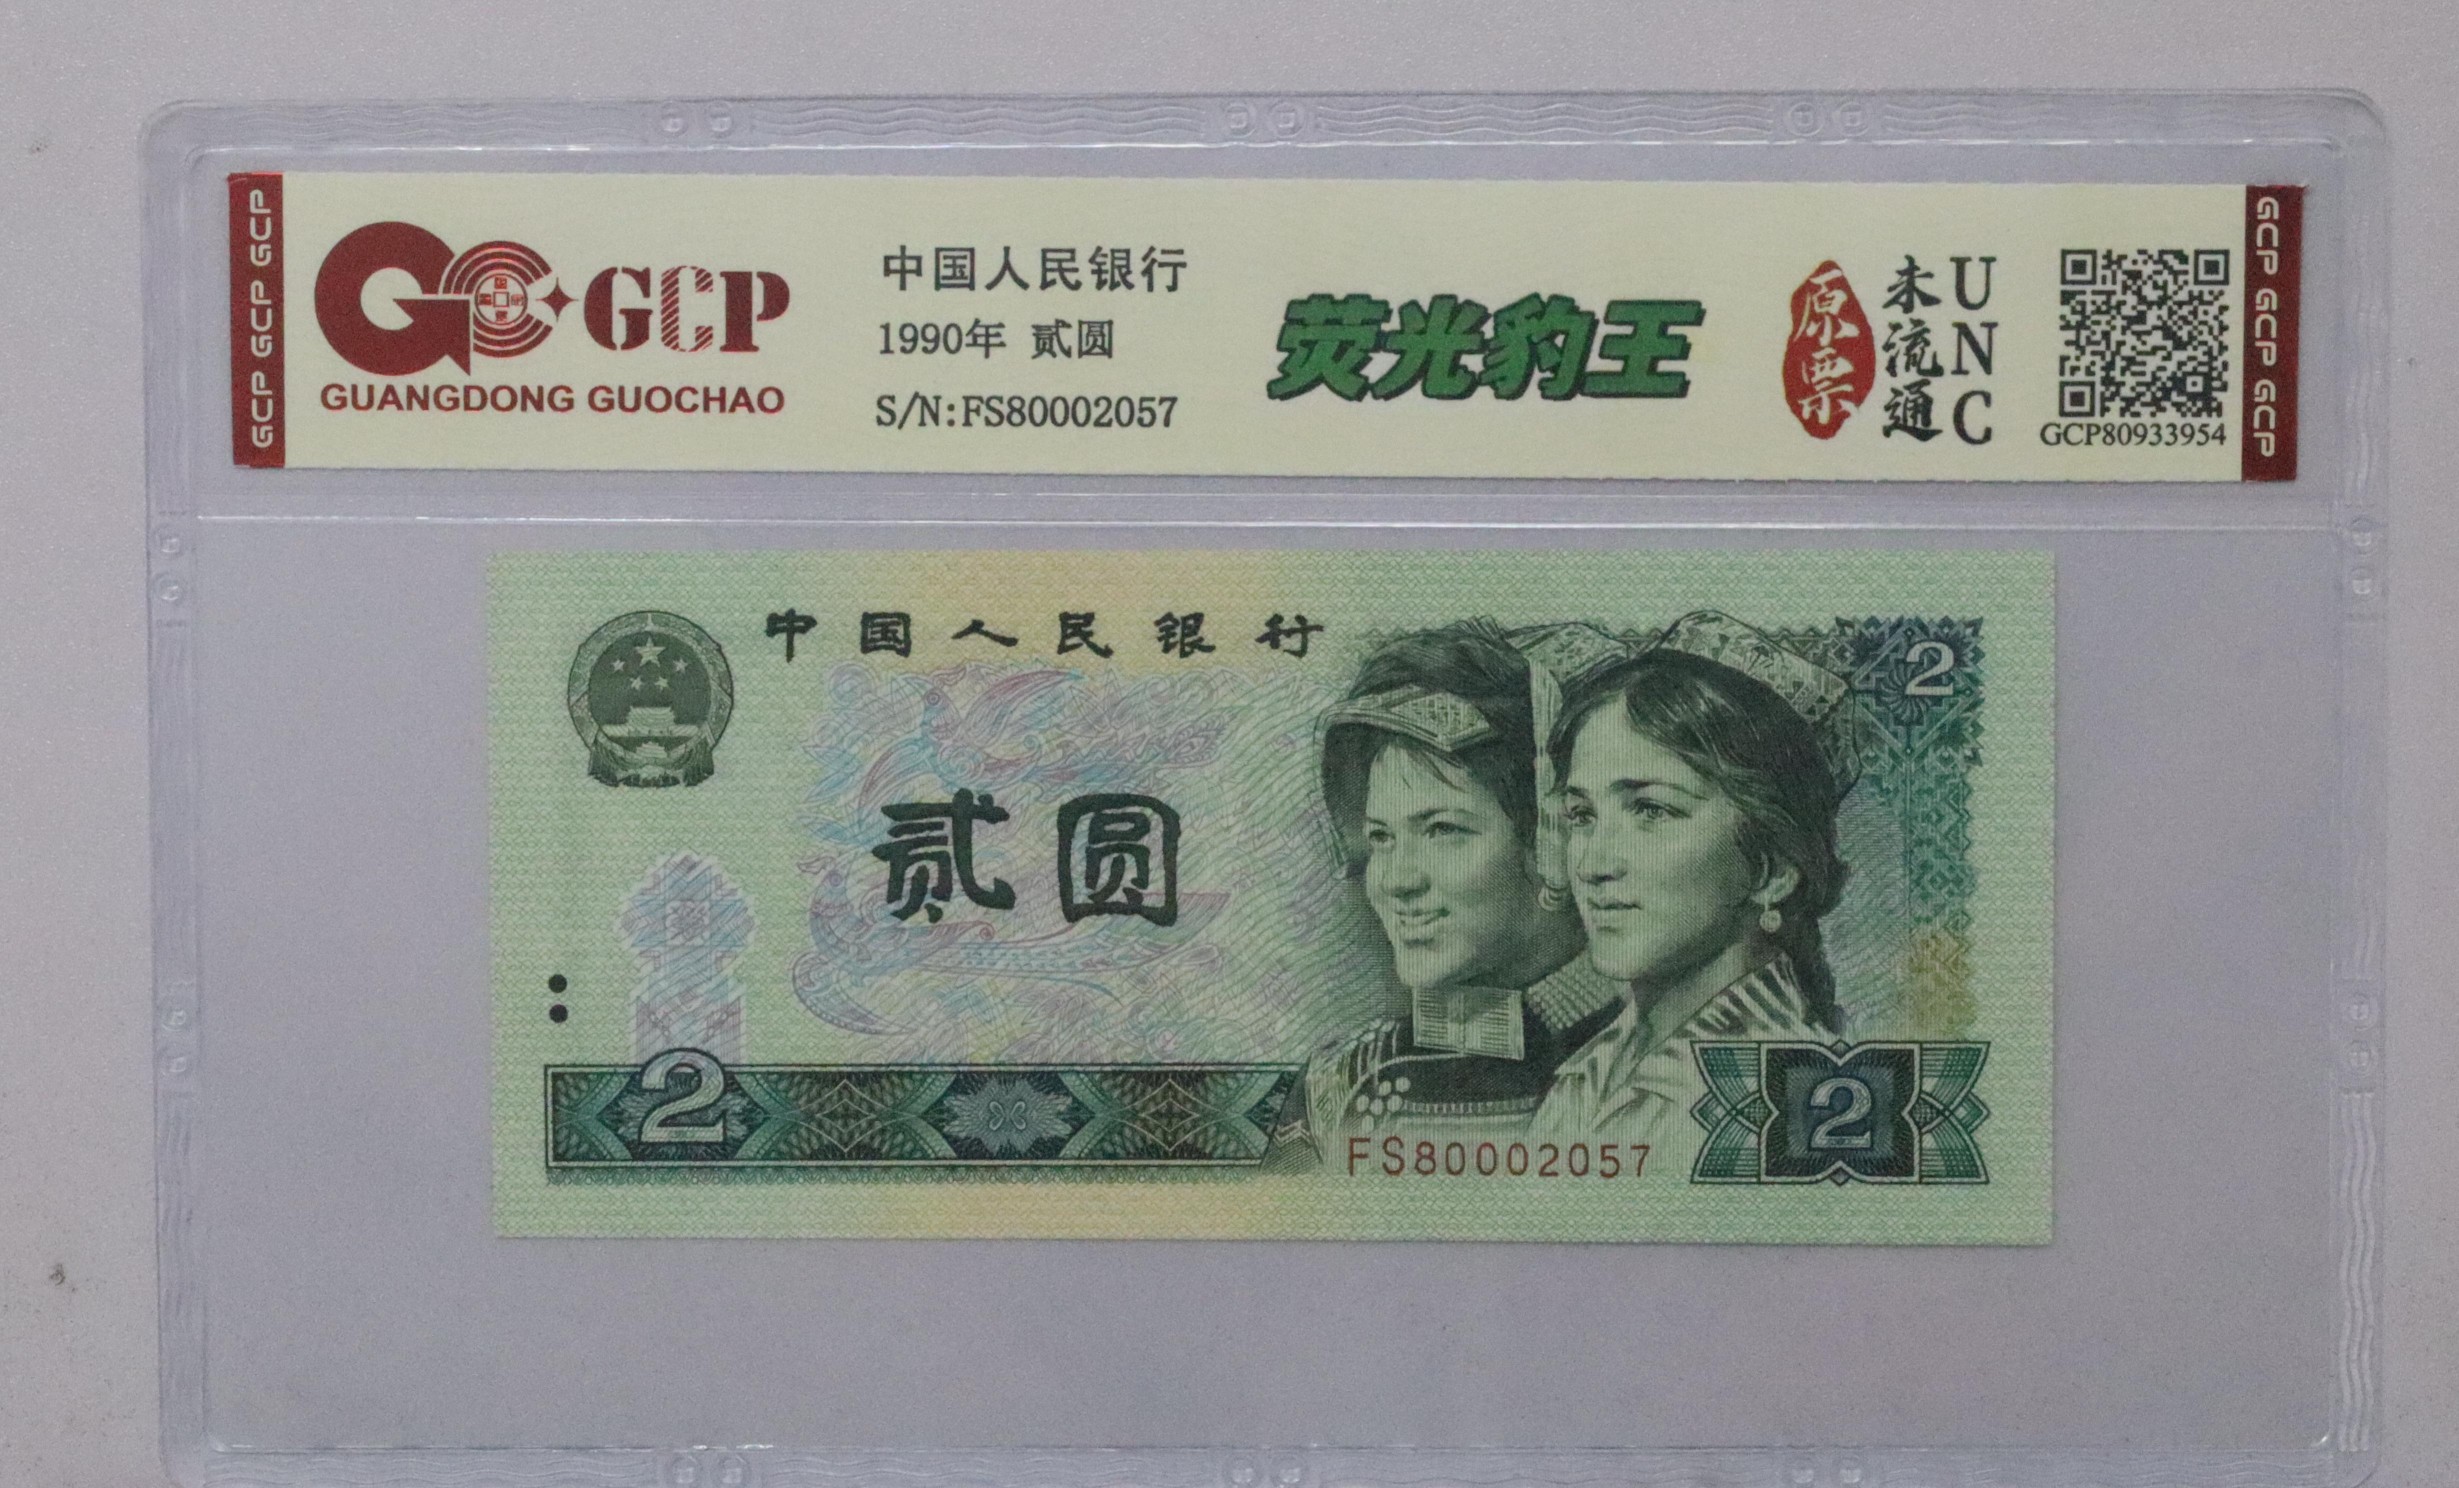 GCP GCP GCP
GCP
GUANGDONG GUOCHAO
中国人民银行
1990年 贰圆
S/N:FS80002057
荧光豹王
原票
未流通
UNC
GCP80933954
GCP GCP GCP
中国人民银行
2
贰圆
2
FS80002057
2